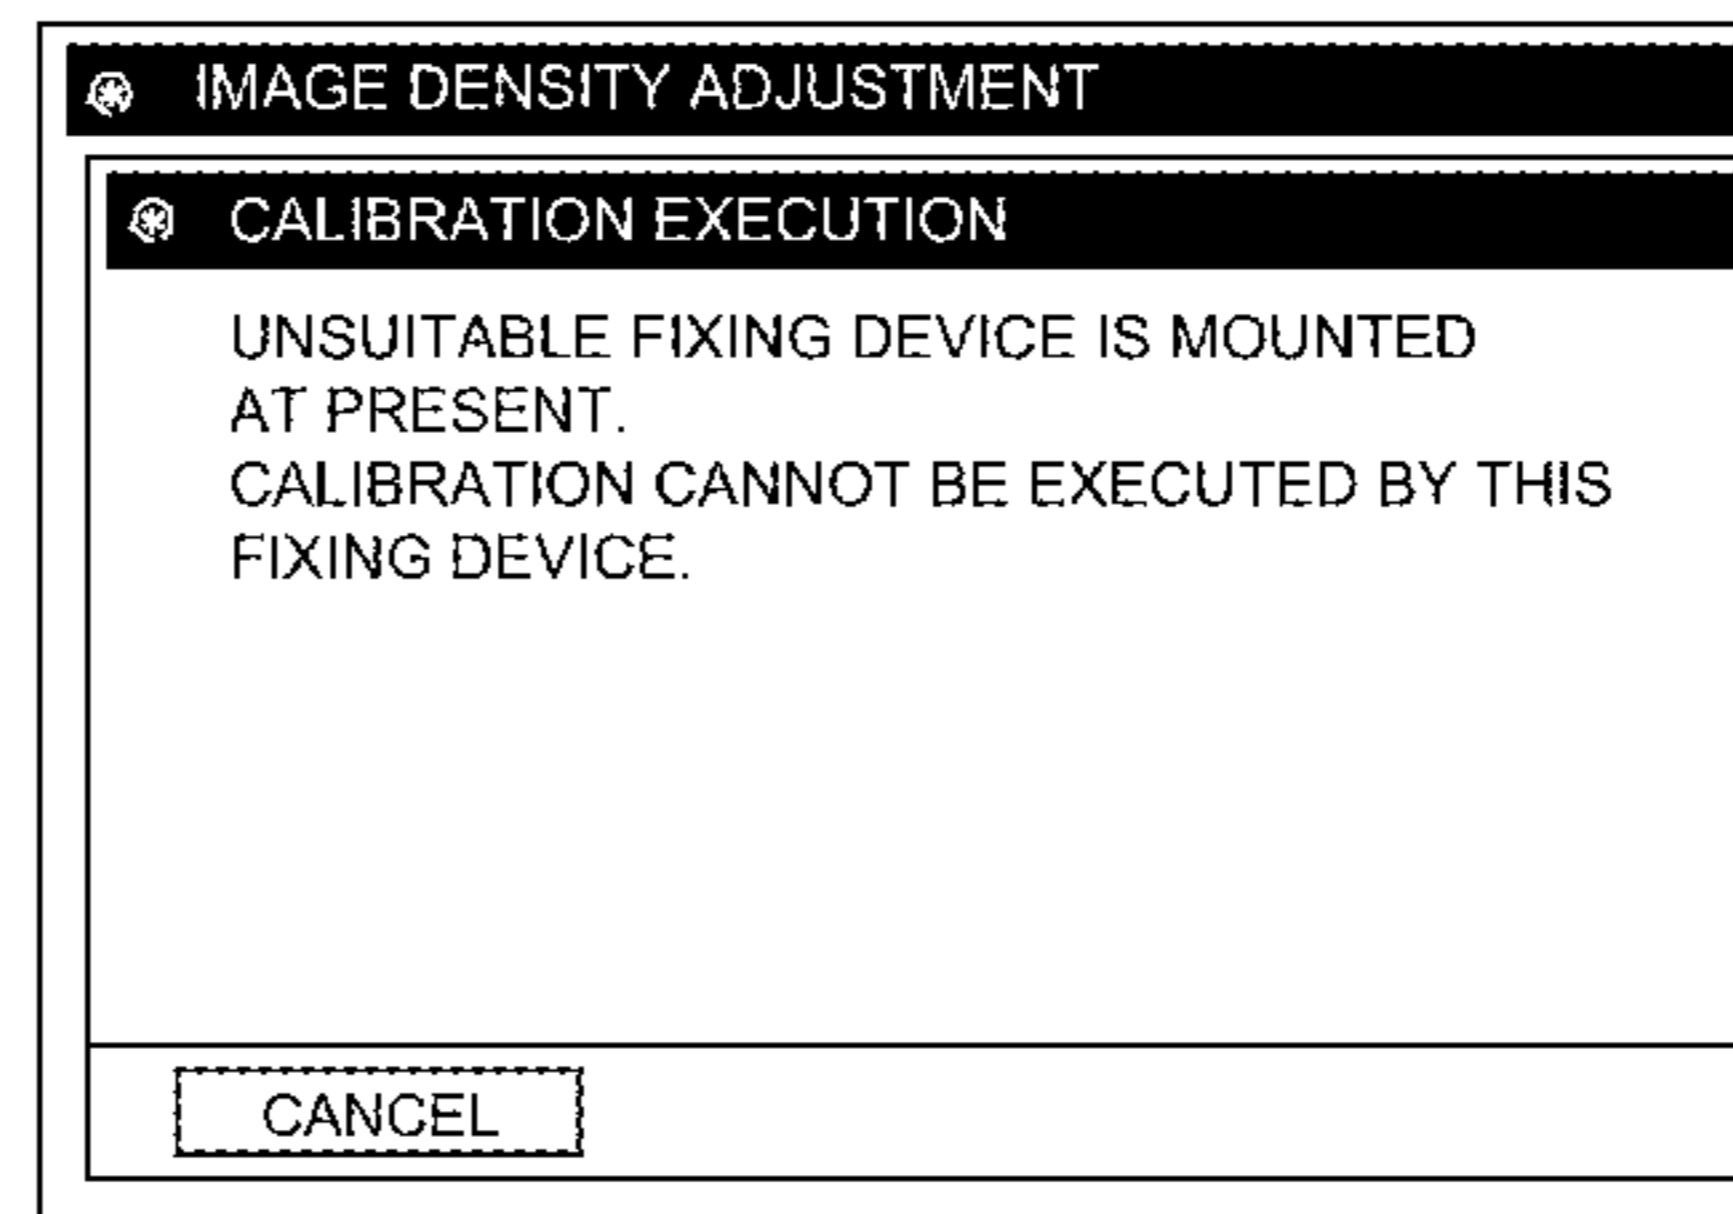 IMAGE DENSITY ADJUSTMENT
CALIBRATION EXECUTION
UNSUITABLE FIXING DEVICE IS MOUNTED
AT PRESENT.
CALIBRATION CANNOT BE EXECUTED BY THIS
FIXING DEVICE.
CANCEL